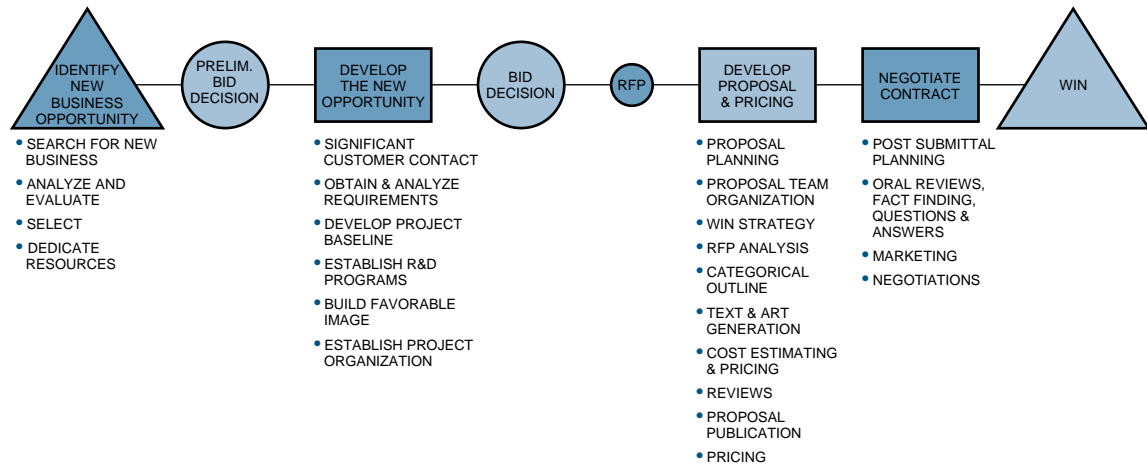 IDENTIFY
NEW
BUSINESS
OPPORTUNITY
PRELIM.
BID
DECISION
DEVELOP
THE NEW
OPPORTUNITY
BID
DECISION
RFP
DEVELOP
PROPOSAL
& PRICING
NEGOTIATE
CONTRACT
WIN
• SEARCH FOR NEW
BUSINESS
• ANALYZE AND
EVALUATE
• SELECT
• DEDICATE
RESOURCES
• SIGNIFICANT
CUSTOMER CONTACT
• OBTAIN & ANALYZE
REQUIREMENTS
• DEVELOP PROJECT
BASELINE
• ESTABLISH R&D
PROGRAMS
• BUILD FAVORABLE
IMAGE
• ESTABLISH PROJECT
ORGANIZATION
• PROPOSAL
PLANNING
• PROPOSAL TEAM
ORGANIZATION
• WIN STRATEGY
• RFP ANALYSIS
• CATEGORICAL
OUTLINE
• TEXT & ART
GENERATION
• COST ESTIMATING
& PRICING
• REVIEWS
• PROPOSAL
PUBLICATION
• PRICING
• POST SUBMITTAL
PLANNING
• ORAL REVIEWS,
FACT FINDING,
QUESTIONS &
ANSWERS
• MARKETING
• NEGOTIATIONS